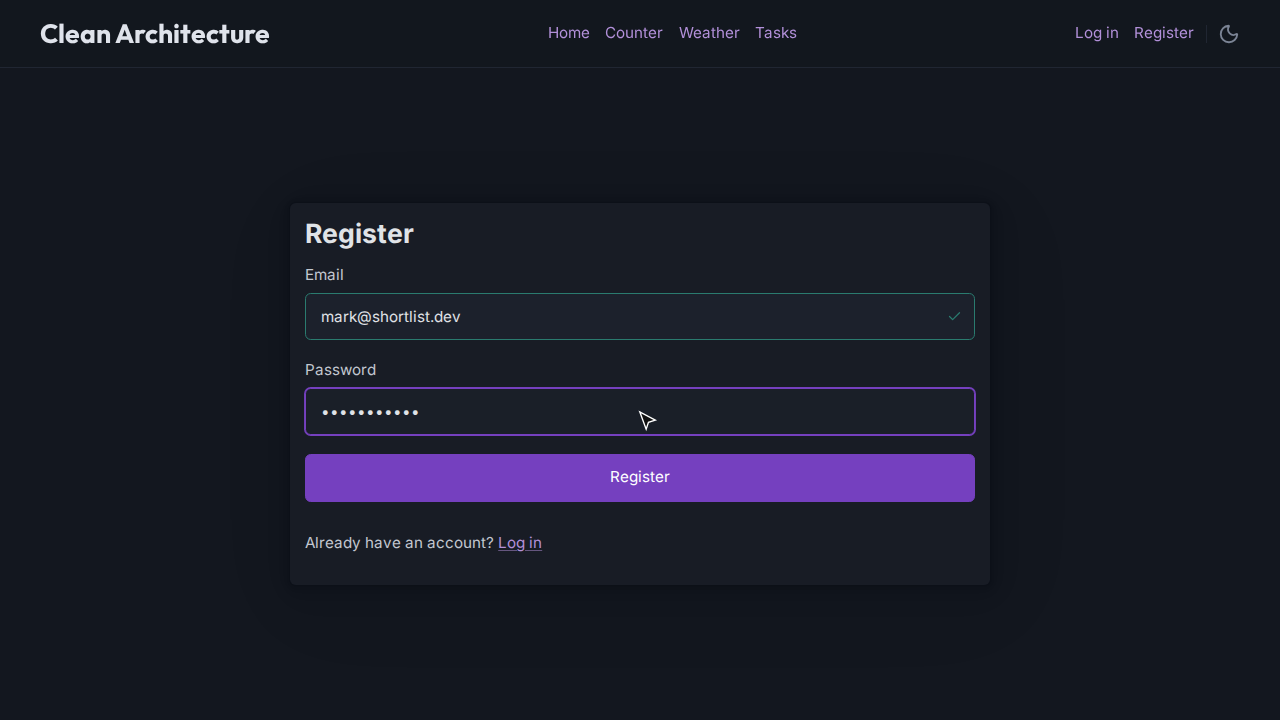 Clean Architecture
Home Counter Weather Tasks
Log in Register
Register
Email
mark@shortlist.dev
Password
•••••••••••
Register
Already have an account? Log in